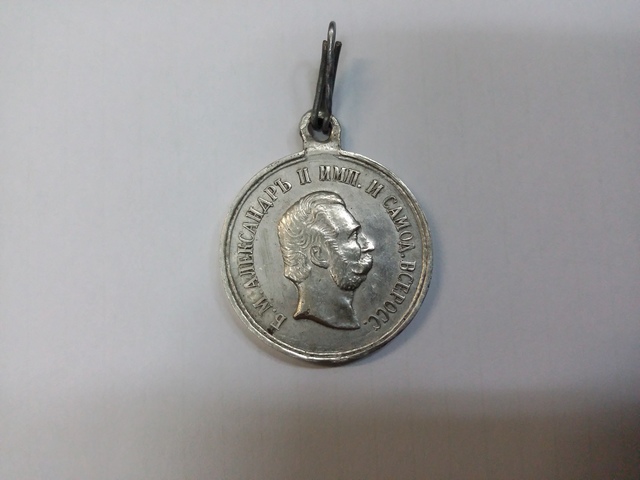 Б. М. АЛЕКСАНДРЪ II ИМП. И САМОД. ВСЕРОСС.